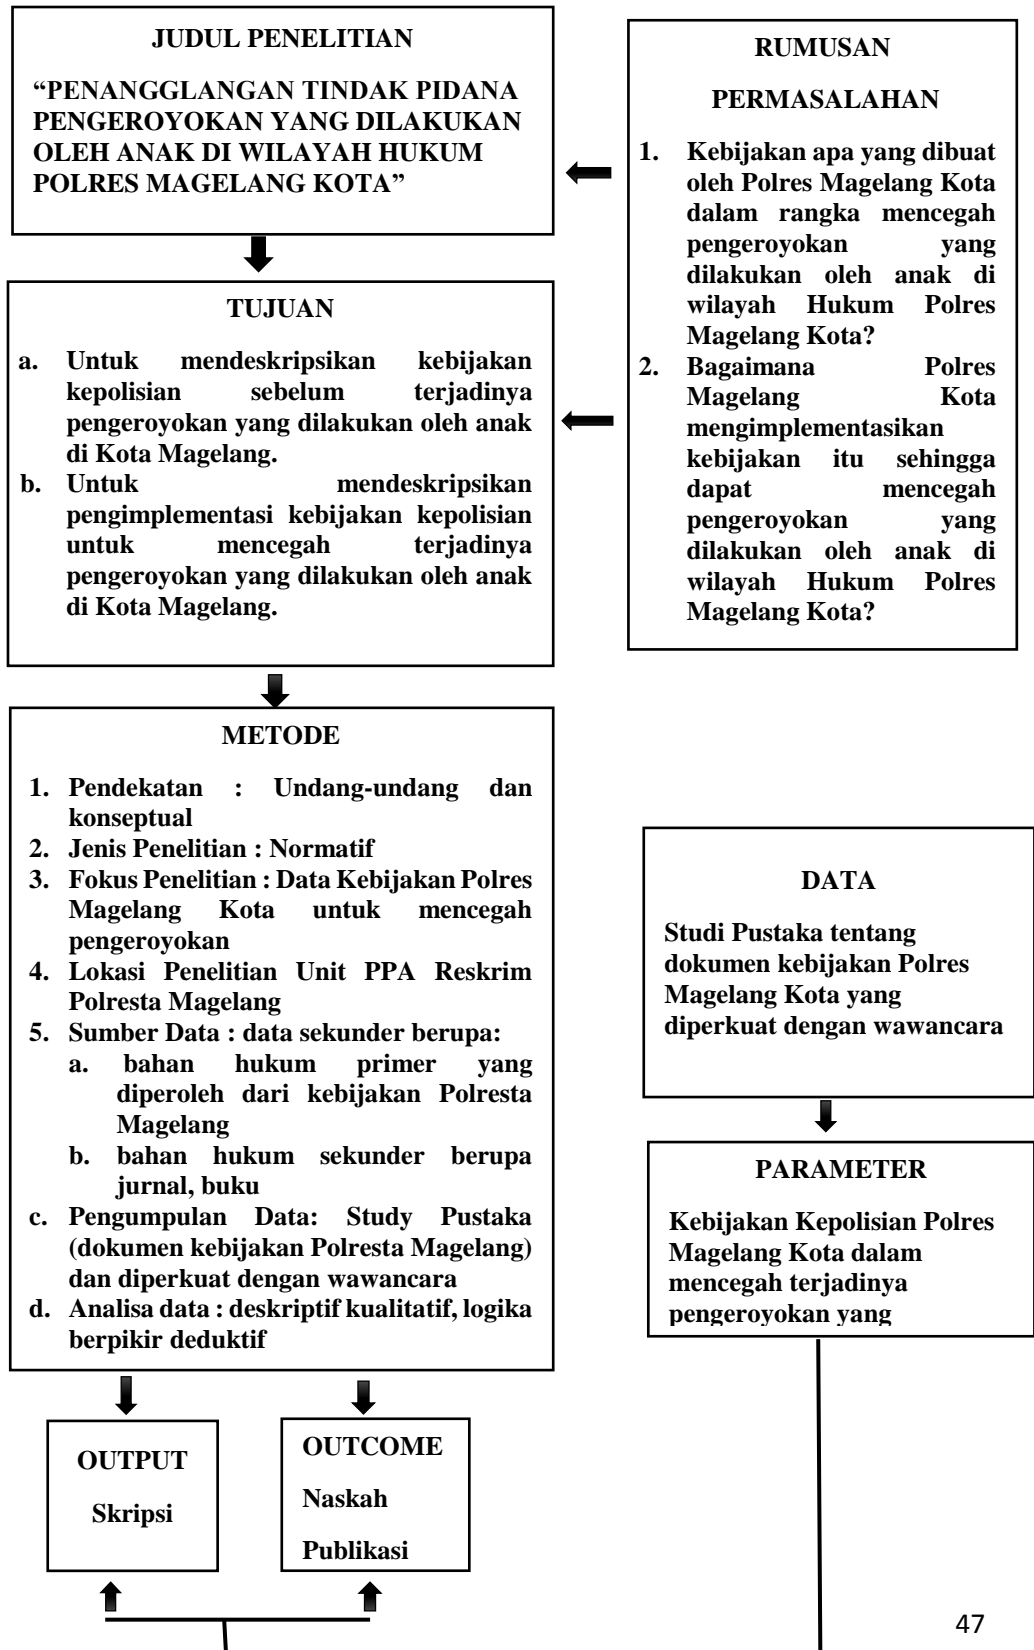 JUDUL PENELITIAN
“PENANGGLANGAN TINDAK PIDANA
PENGEROYOKAN YANG DILAKUKAN
OLEH ANAK DI WILAYAH HUKUM
POLRES MAGELANG KOTA”
RUMUSAN
PERMASALAHAN
1. Kebijakan apa yang dibuat
oleh Polres Magelang Kota
dalam rangka mencegah
pengeroyokan yang
dilakukan oleh anak di
wilayah Hukum Polres
Magelang Kota?
2. Bagaimana Polres
Magelang Kota
mengimplementasikan
kebijakan itu sehingga
dapat mencegah
pengeroyokan yang
dilakukan oleh anak di
wilayah Hukum Polres
Magelang Kota?
TUJUAN
a. Untuk mendeskripsikan kebijakan
kepolisian sebelum terjadinya
pengeroyokan yang dilakukan oleh anak
di Kota Magelang.
b. Untuk mendeskripsikan
pengimplementasi kebijakan kepolisian
untuk mencegah terjadinya
pengeroyokan yang dilakukan oleh anak
di Kota Magelang.
METODE
1. Pendekatan : Undang-undang dan
konseptual
2. Jenis Penelitian : Normatif
3. Fokus Penelitian : Data Kebijakan Polres
Magelang Kota untuk mencegah
pengeroyokan
4. Lokasi Penelitian Unit PPA Reskrim
Polresta Magelang
5. Sumber Data : data sekunder berupa:
a. bahan hukum primer yang
diperoleh dari kebijakan Polresta
Magelang
b. bahan hukum sekunder berupa
jurnal, buku
c. Pengumpulan Data: Study Pustaka
(dokumen kebijakan Polresta Magelang)
dan diperkuat dengan wawancara
d. Analisa data : deskriptif kualitatif, logika
berpikir deduktif
DATA
Studi Pustaka tentang
dokumen kebijakan Polres
Magelang Kota yang
diperkuat dengan wawancara
PARAMETER
Kebijakan Kepolisian Polres
Magelang Kota dalam
mencegah terjadinya
pengeroyokan yang
OUTPUT
Skripsi
OUTCOME
Naskah
Publikasi
47